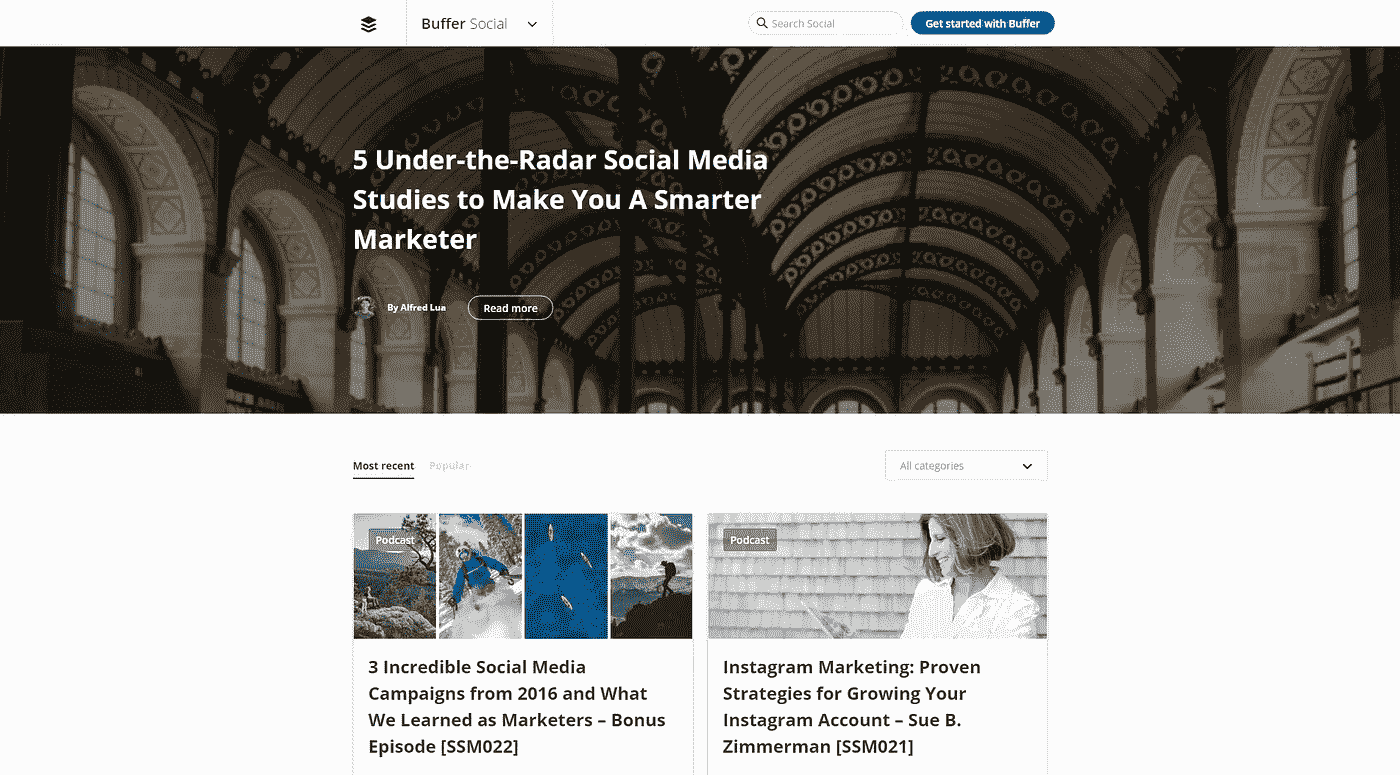 Buffer Social
Search Social
Get started with Buffer
5 Under-the-Radar Social Media
Studies to Make You A Smarter
Marketer
By Alfred Lua
Read more
Most recent
Popular
All categories
Podcast
3 Incredible Social Media
Campaigns from 2016 and What
We Learned as Marketers – Bonus
Episode [SSM022]
Podcast
Instagram Marketing: Proven
Strategies for Growing Your
Instagram Account – Sue B.
Zimmerman [SSM021]